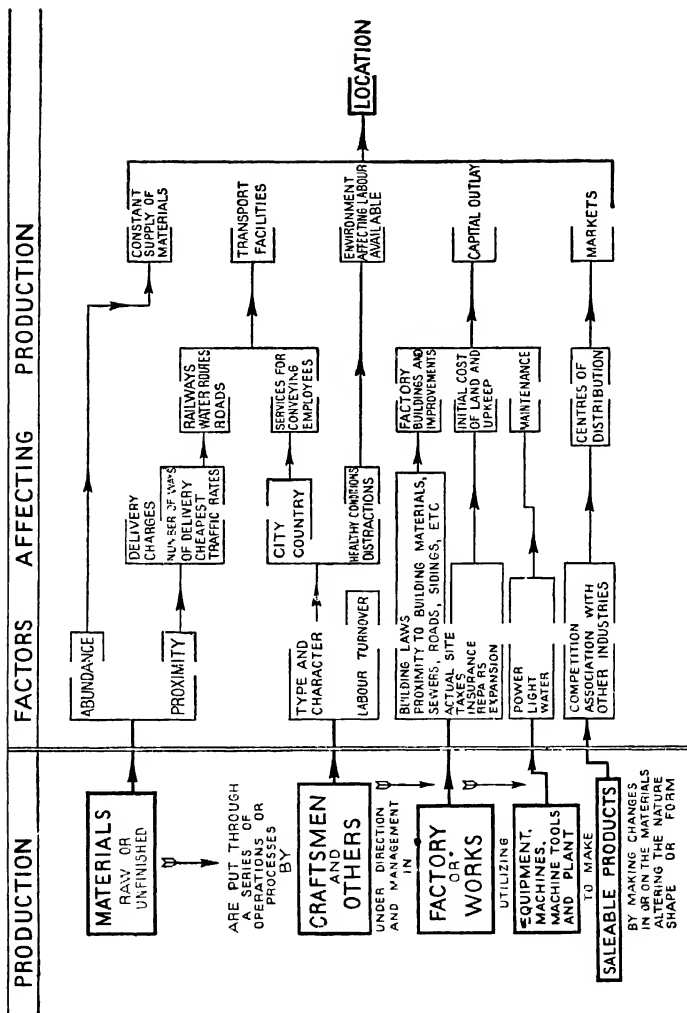 PRODUCTION
FACTORS AFFECTING PRODUCTION
MATERIALS
RAW OR
UNFINISHED
ARE PUT THROUGH
A SERIES OF
OPERATIONS OR
PROCESSES
BY
CRAFTSMEN
AND
OTHERS
UNDER DIRECTION
AND MANAGEMENT
IN
FACTORY
OR
WORKS
UTILIZING
EQUIPMENT,
MACHINES,
MACHINE TOOLS
AND PLANT
TO MAKE
SALEABLE PRODUCTS
BY MAKING CHANGES
IN OR ON THE MATERIALS
ALTERING THE NATURE
SHAPE OR FORM
ABUNDANCE
PROXIMITY
TYPE AND
CHARACTER
LABOUR TURNOVER
BUILDING LAWS
PROXIMITY TO BUILDING MATERIALS,
SEWERS, ROADS, SIDINGS, ETC
ACTUAL SITE
TAXES
INSURANCE
REPAIRS
EXPANSION
POWER
LIGHT
WATER
COMPETITION
ASSOCIATION WITH
OTHER INDUSTRIES
DELIVERY
CHARGES
NUMBER OF WAYS
OF DELIVERY
CHEAPEST
TRAFFIC RATES
CITY
COUNTRY
HEALTHY CONDITIONS
DISTRACTIONS
RAILWAYS
WATER ROUTES
ROADS
SERVICES FOR
CONVEYING
EMPLOYEES
FACTORY
BUILDINGS AND
IMPROVEMENTS
INITIAL COST
OF LAND AND
UPKEEP
MAINTENANCE
CENTRES OF
DISTRIBUTION
CONSTANT
SUPPLY OF
MATERIALS
TRANSPORT
FACILITIES
ENVIRONMENT
AFFECTING LABOUR
AVAILABLE
CAPITAL OUTLAY
MARKETS
LOCATION